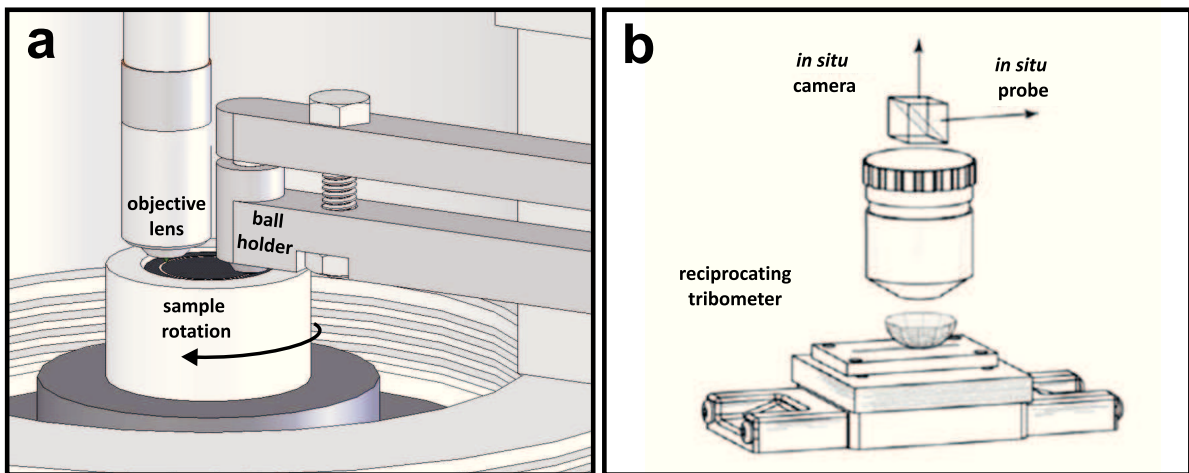 a
objective
lens
ball
holder
sample
rotation
b
in situ
camera
in situ
probe
reciprocating
tribometer